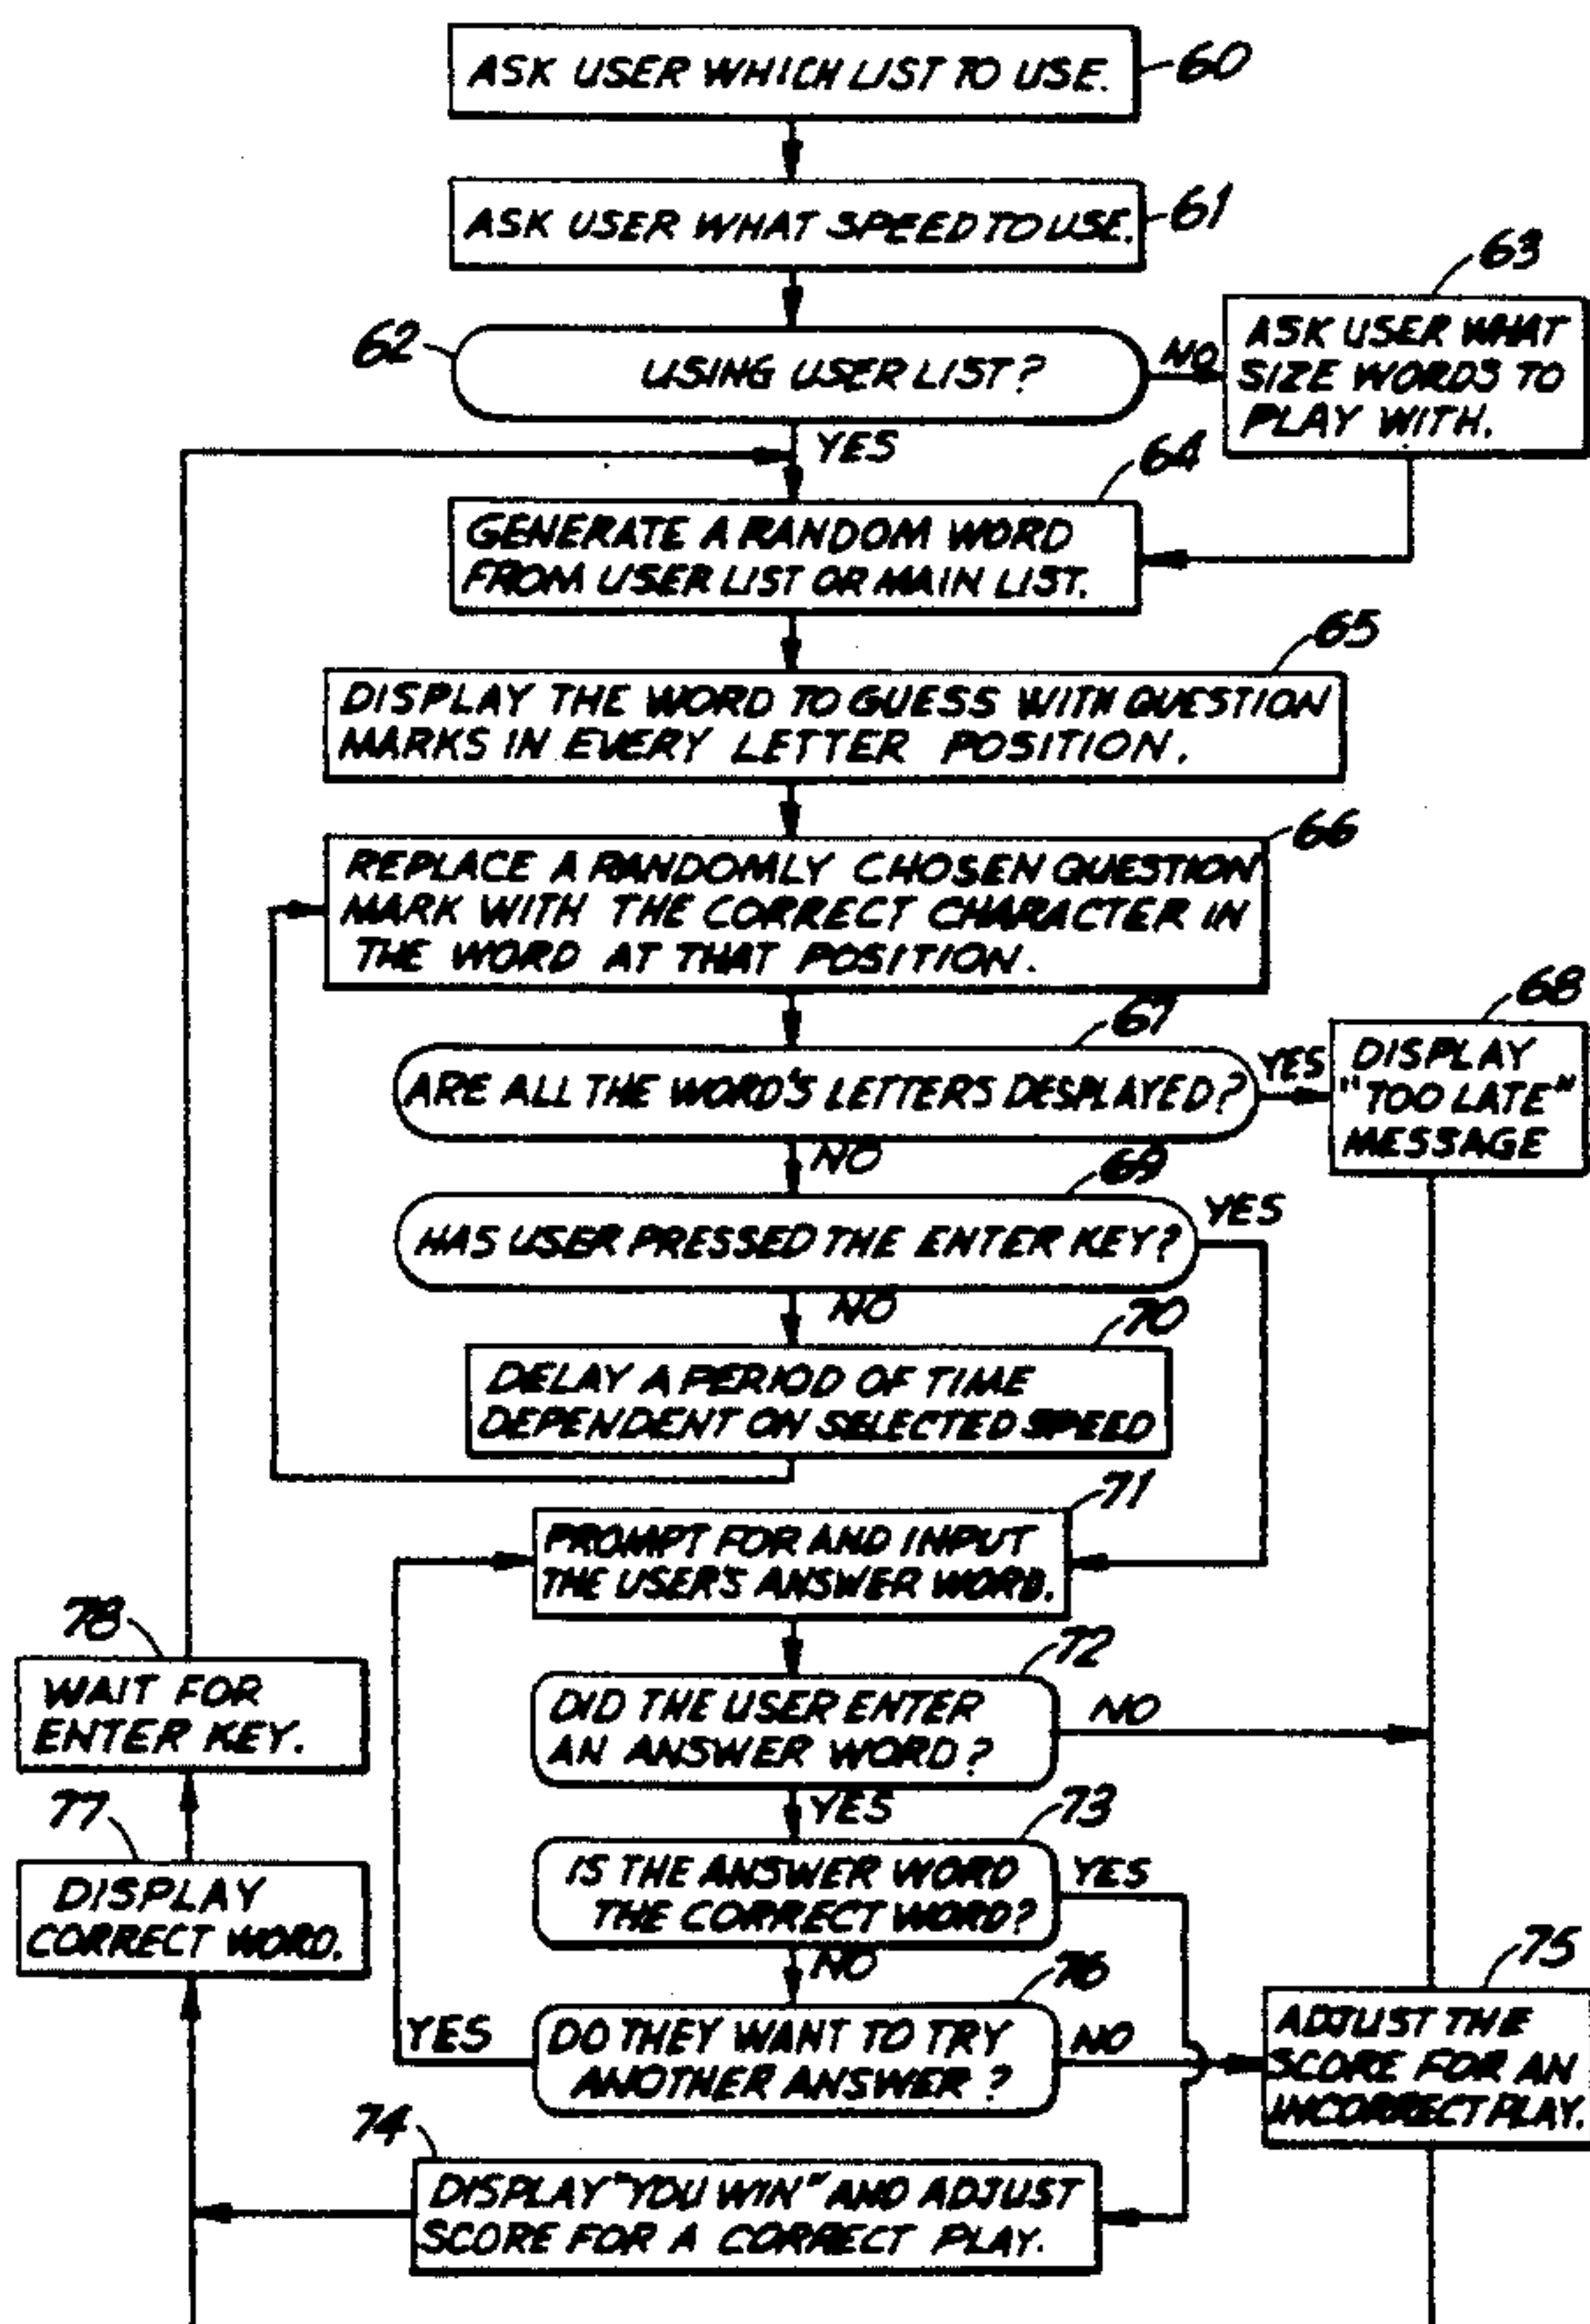 ASK USER WHICH LIST TO USE.
60
ASK USER WHAT SPEED TO USE.
61
62
USING USER LIST?
NO
63
ASK USER WHAT
SIZE WORDS TO
PLAY WITH.
YES
64
GENERATE A RANDOM WORD
FROM USER LIST OR MAIN LIST.
65
DISPLAY THE WORD TO GUESS WITH QUESTION
MARKS IN EVERY LETTER POSITION.
66
REPLACE A RANDOMLY CHOSEN QUESTION
MARK WITH THE CORRECT CHARACTER IN
THE WORD AT THAT POSITION.
67
ARE ALL THE WORD'S LETTERS DESPLAYED?
YES
68
DISPLAY
"TOO LATE"
MESSAGE
NO
69
HAS USER PRESSED THE ENTER KEY?
YES
NO
70
DELAY A PERIOD OF TIME
DEPENDENT ON SELECTED SPEED
71
PROMPT FOR AND INPUT
THE USER'S ANSWER WORD.
72
DID THE USER ENTER
AN ANSWER WORD?
NO
YES
73
IS THE ANSWER WORD
THE CORRECT WORD?
YES
NO
76
DO THEY WANT TO TRY
ANOTHER ANSWER?
YES
NO
75
ADJUST THE
SCORE FOR AN
INCORRECT PLAY.
74
DISPLAY "YOU WIN" AND ADJUST
SCORE FOR A CORRECT PLAY.
77
DISPLAY
CORRECT WORD.
78
WAIT FOR
ENTER KEY.